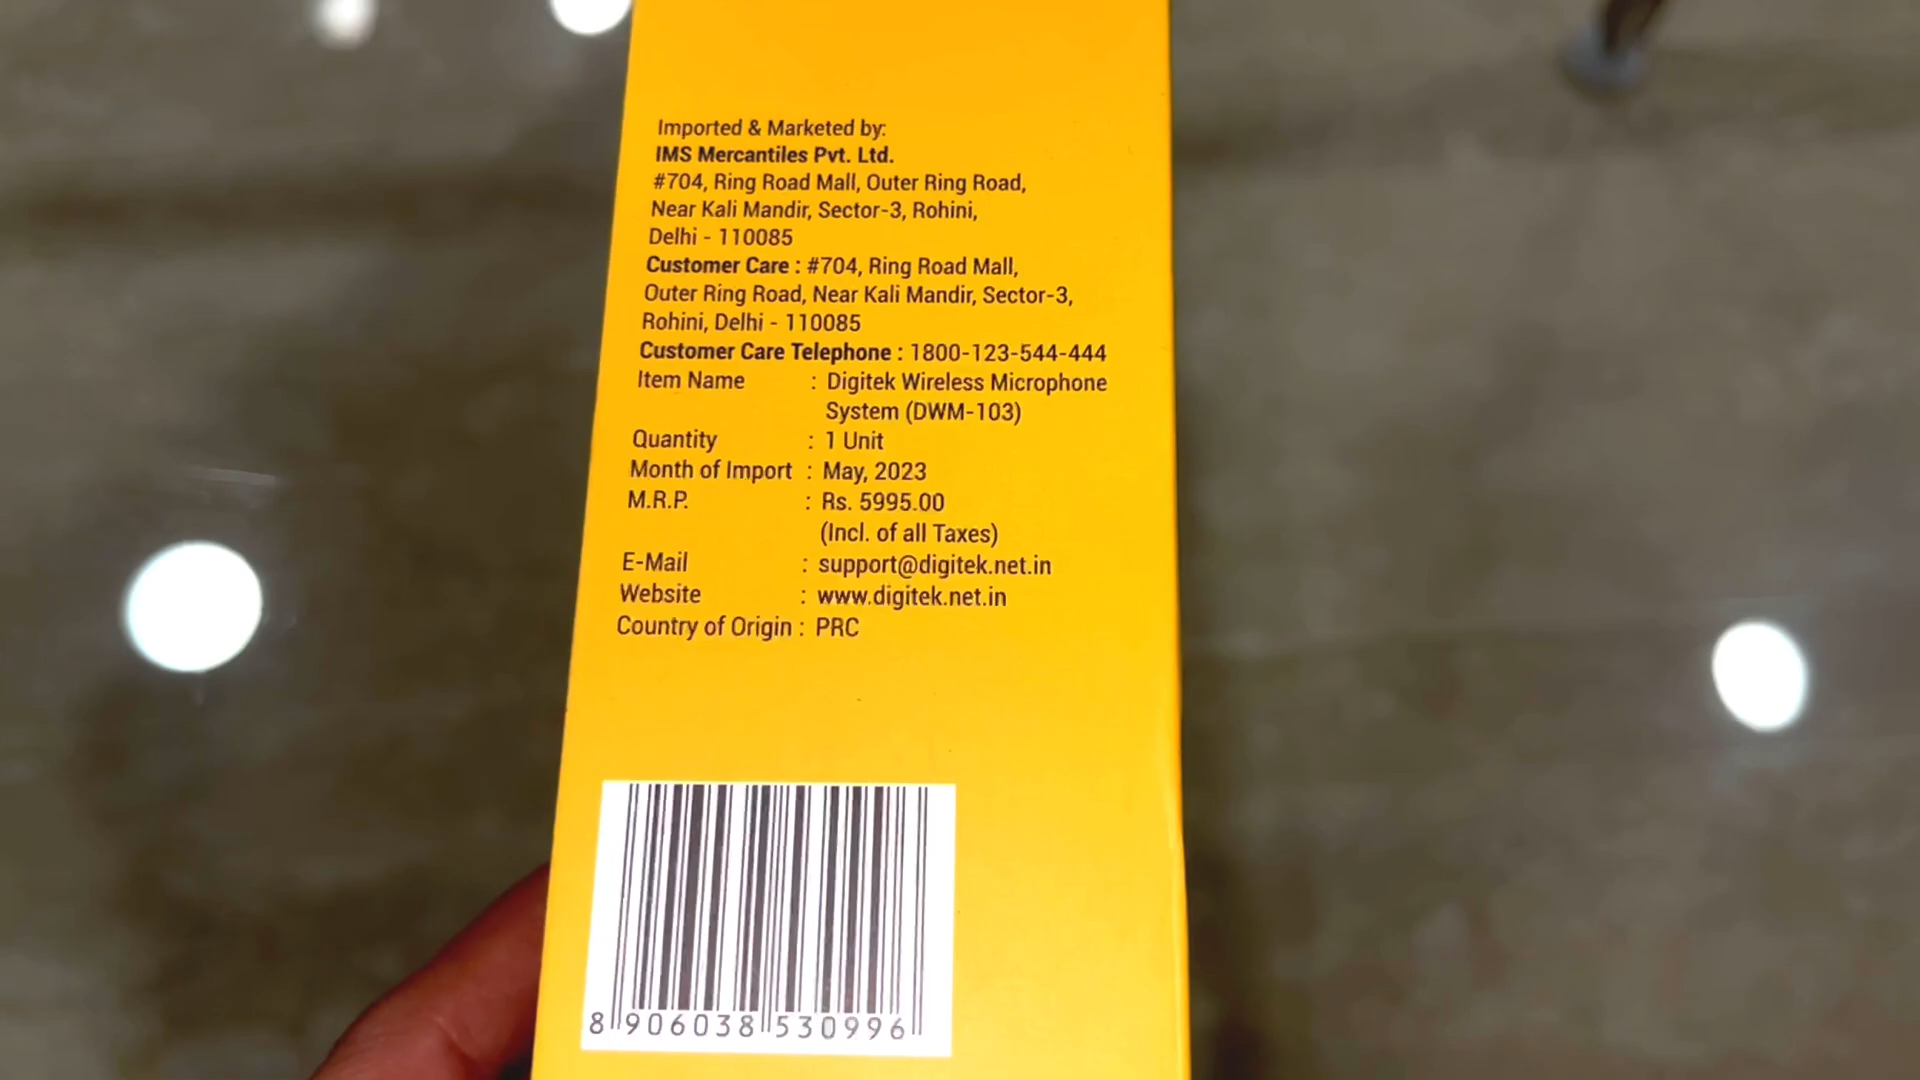 Imported & Marketed by:
IMS Mercantiles Pvt. Ltd.
#704, Ring Road Mall, Outer Ring Road,
Near Kali Mandir, Sector-3, Rohini,
Delhi - 110085
Customer Care : #704, Ring Road Mall,
Outer Ring Road, Near Kali Mandir, Sector-3,
Rohini, Delhi - 110085
Customer Care Telephone : 1800-123-544-444
Item Name : Digitek Wireless Microphone
System (DWM-103)
Quantity : 1 Unit
Month of Import : May, 2023
M.R.P. : Rs. 5995.00
(Incl. of all Taxes)
E-Mail : support@digitek.net.in
Website : www.digitek.net.in
Country of Origin : PRC
8 906038 530996